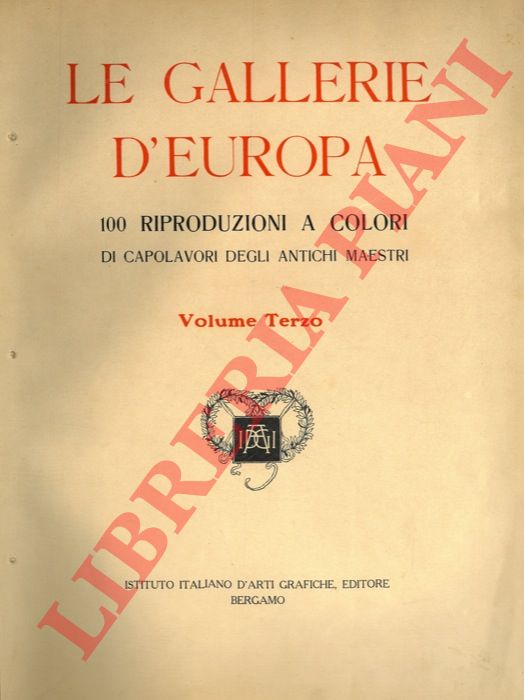 LE GALLERIE
D'EUROPA
100 RIPRODUZIONI A COLORI
DI CAPOLAVORI DEGLI ANTICHI MAESTRI
Volume Terzo
ISTITUTO ITALIANO D'ARTI GRAFICHE, EDITORE
BERGAMO
LIBRERIA PIANI